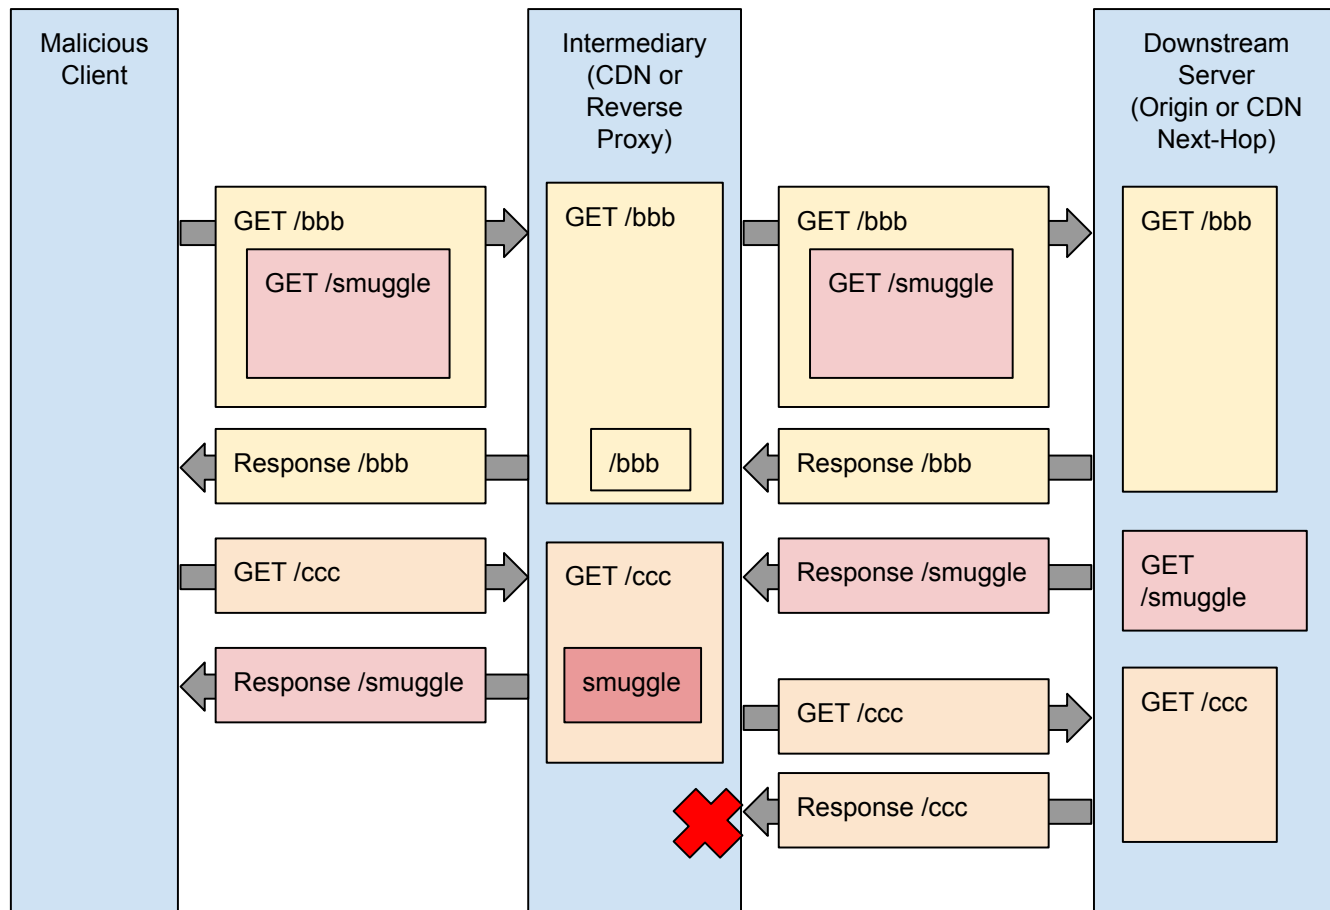 Malicious
Client
Intermediary
(CDN or
Reverse
Proxy)
Downstream
Server
(Origin or CDN
Next-Hop)
GET /bbb
GET /smuggle
GET /bbb
GET /bbb
GET /smuggle
GET /bbb
Response /bbb
/bbb
Response /bbb
GET /ccc
GET /ccc
Response /smuggle
GET
/smuggle
Response /smuggle
smuggle
GET /ccc
GET /ccc
Response /ccc